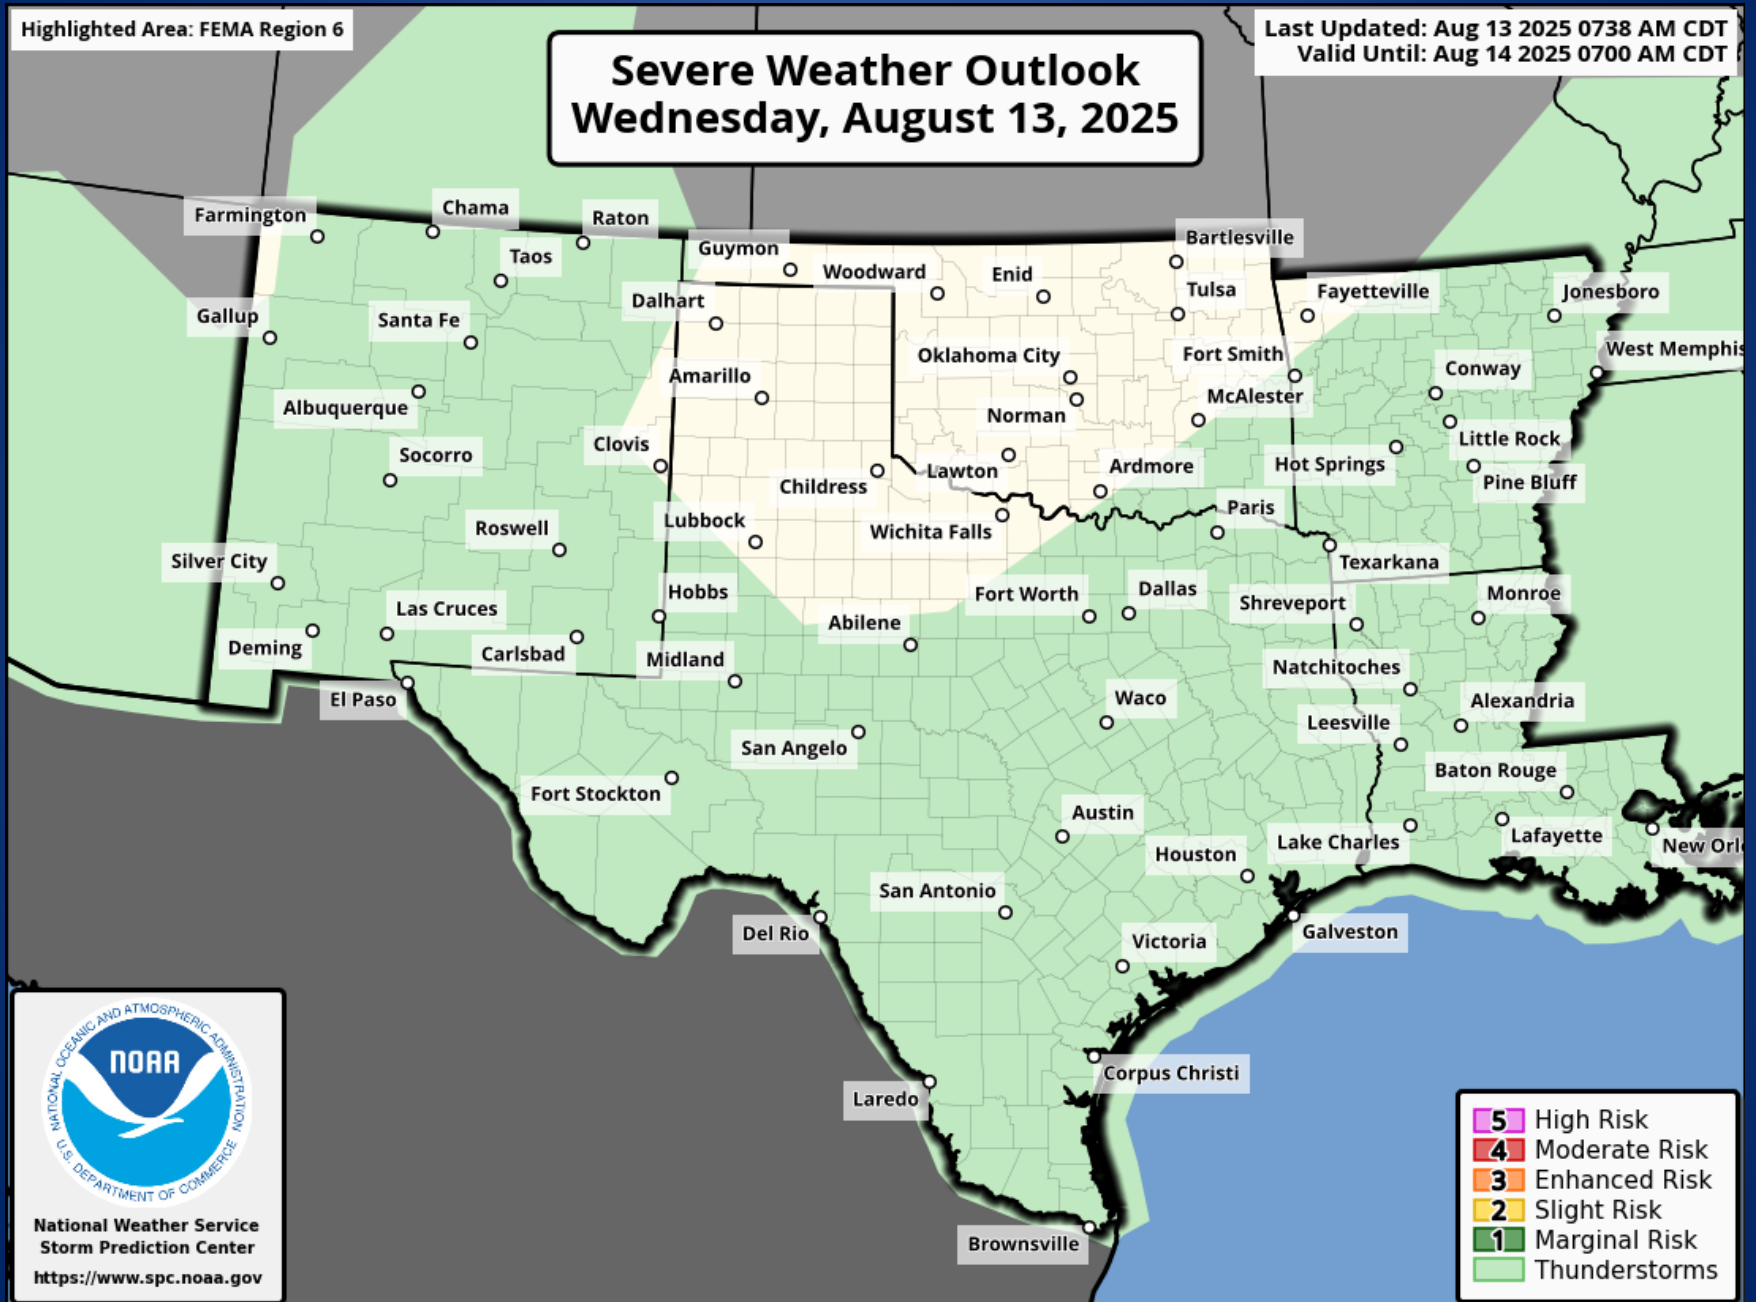 Highlighted Area: FEMA Region 6
Severe Weather Outlook
Wednesday, August 13, 2025
Last Updated: Aug 13 2025 0738 AM CDT
Valid Until: Aug 14 2025 0700 AM CDT
Farmington
Chama
Raton
Taos
Guymon
Woodward
Enid
Bartlesville
Tulsa
Fayetteville
Jonesboro
Dalhart
Gallup
Santa Fe
West Memphis
Oklahoma City
Fort Smith
Conway
Amarillo
McAlester
Albuquerque
Norman
Clovis
Little Rock
Socorro
Lawton
Ardmore
Hot Springs
Childress
Pine Bluff
Paris
Roswell
Lubbock
Wichita Falls
Silver City
Texarkana
Hobbs
Fort Worth
Dallas
Monroe
Las Cruces
Shreveport
Abilene
Deming
Carlsbad
Midland
Natchitoches
El Paso
Waco
Alexandria
Leesville
San Angelo
Baton Rouge
Fort Stockton
Austin
Lake Charles
Lafayette
Houston
New Orl
San Antonio
Del Rio
Victoria
Galveston
Corpus Christi
Laredo
Brownsville
NATIONAL OCEANIC AND ATMOSPHERIC ADMINISTRATION
NOAA
U.S. DEPARTMENT OF COMMERCE
National Weather Service
Storm Prediction Center
https://www.spc.noaa.gov
5 High Risk
4 Moderate Risk
3 Enhanced Risk
2 Slight Risk
1 Marginal Risk
Thunderstorms